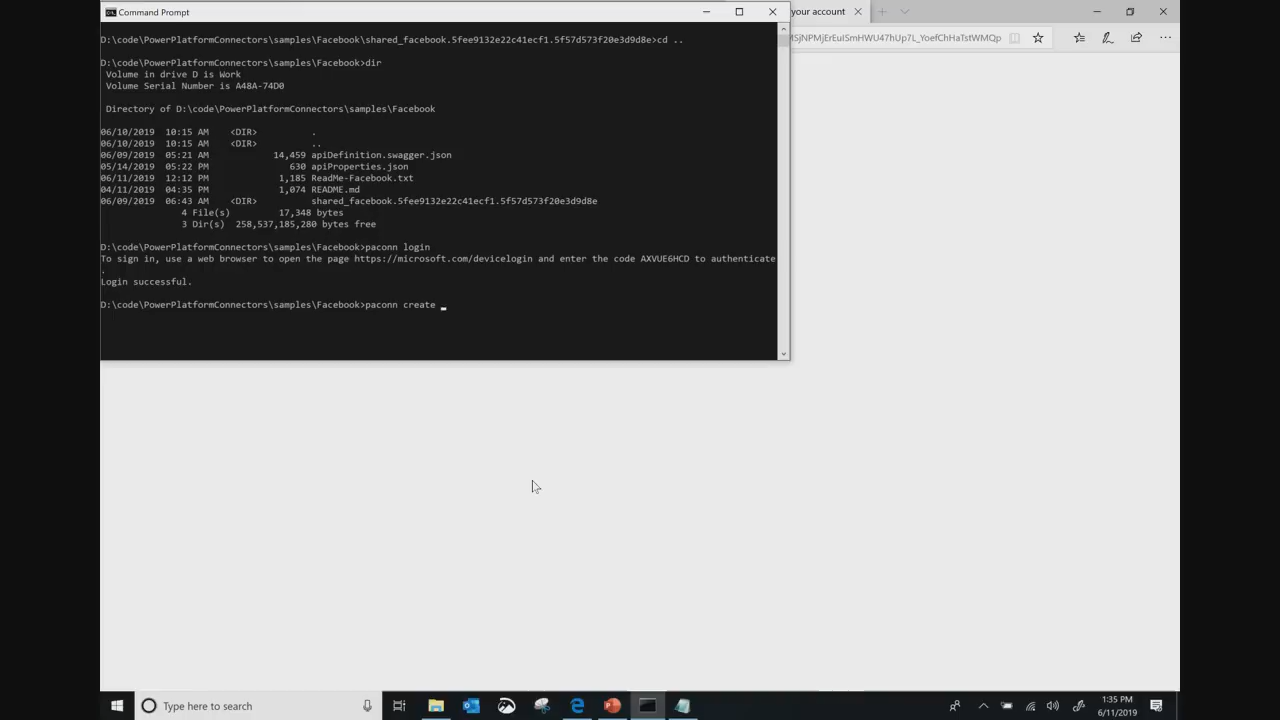 Command Prompt
your account
D:\code\PowerPlatformConnectors\samples\Facebook\shared_facebook.5fee9132e22c41ecf1.5f57d573f20e3d9d8e>cd ..
MSjNPMjErEuISmHWU47hUp7L_YoefChHaTstWMQp
D:\code\PowerPlatformConnectors\samples\Facebook>dir
Volume in drive D is Work
Volume Serial Number is A48A-74D0
Directory of D:\code\PowerPlatformConnectors\samples\Facebook
06/10/2019 10:15 AM <DIR> .
06/10/2019 10:15 AM <DIR> ..
06/09/2019 05:21 AM 14,459 apiDefinition.swagger.json
05/14/2019 05:22 PM 630 apiProperties.json
06/11/2019 12:12 PM 1,185 ReadMe-Facebook.txt
04/11/2019 04:35 PM 1,074 README.md
06/09/2019 06:43 AM <DIR> shared_facebook.5fee9132e22c41ecf1.5f57d573f20e3d9d8e
4 File(s) 17,348 bytes
3 Dir(s) 258,537,185,280 bytes free
D:\code\PowerPlatformConnectors\samples\Facebook>paconn login
To sign in, use a web browser to open the page https://microsoft.com/devicelogin and enter the code AXVUE6HCD to authenticate
.
Login successful.
D:\code\PowerPlatformConnectors\samples\Facebook>paconn create _
Type here to search
1:35 PM
6/11/2019